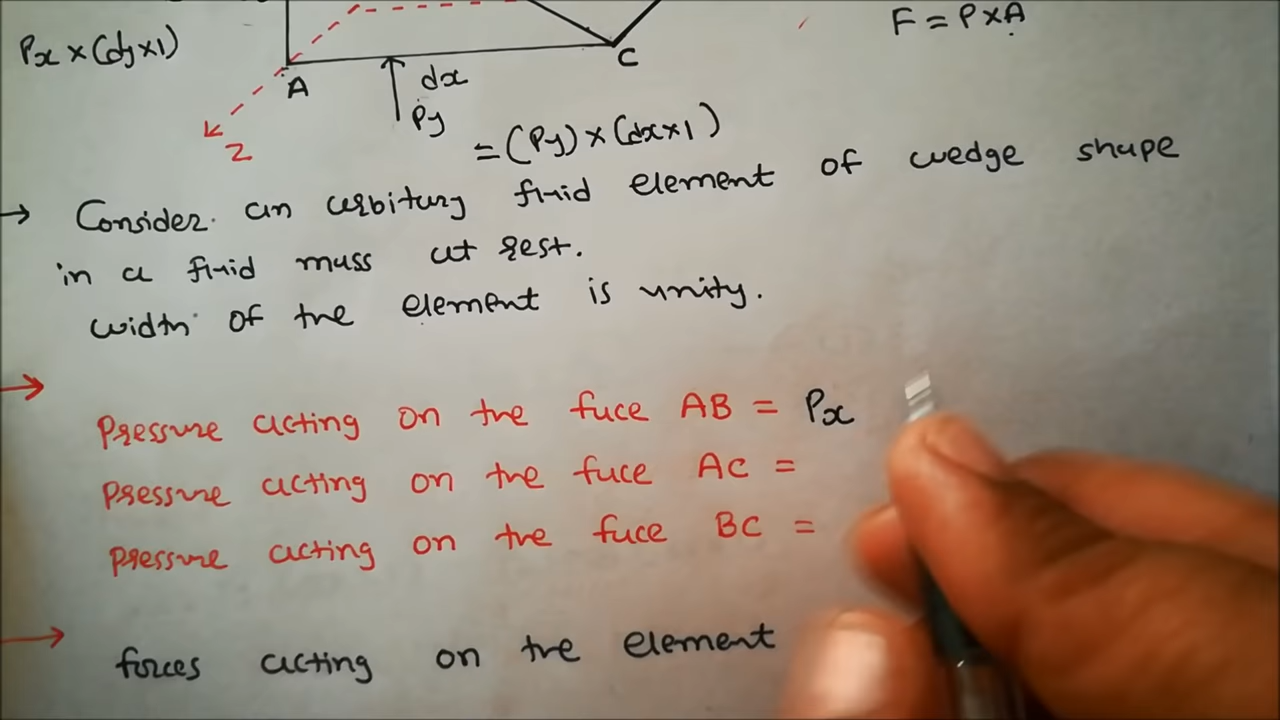 Px × (dy×1)
F = P×A
A
C
dx
Py
Z
= (Py) × (dx×1)
→ Consider an arbitury fluid element of wedge shape
in a fluid mass at rest.
width of the element is unity.
→ Pressure acting on the face AB = Px
Pressure acting on the face AC =
Pressure acting on the face BC =
→ forces acting on the element